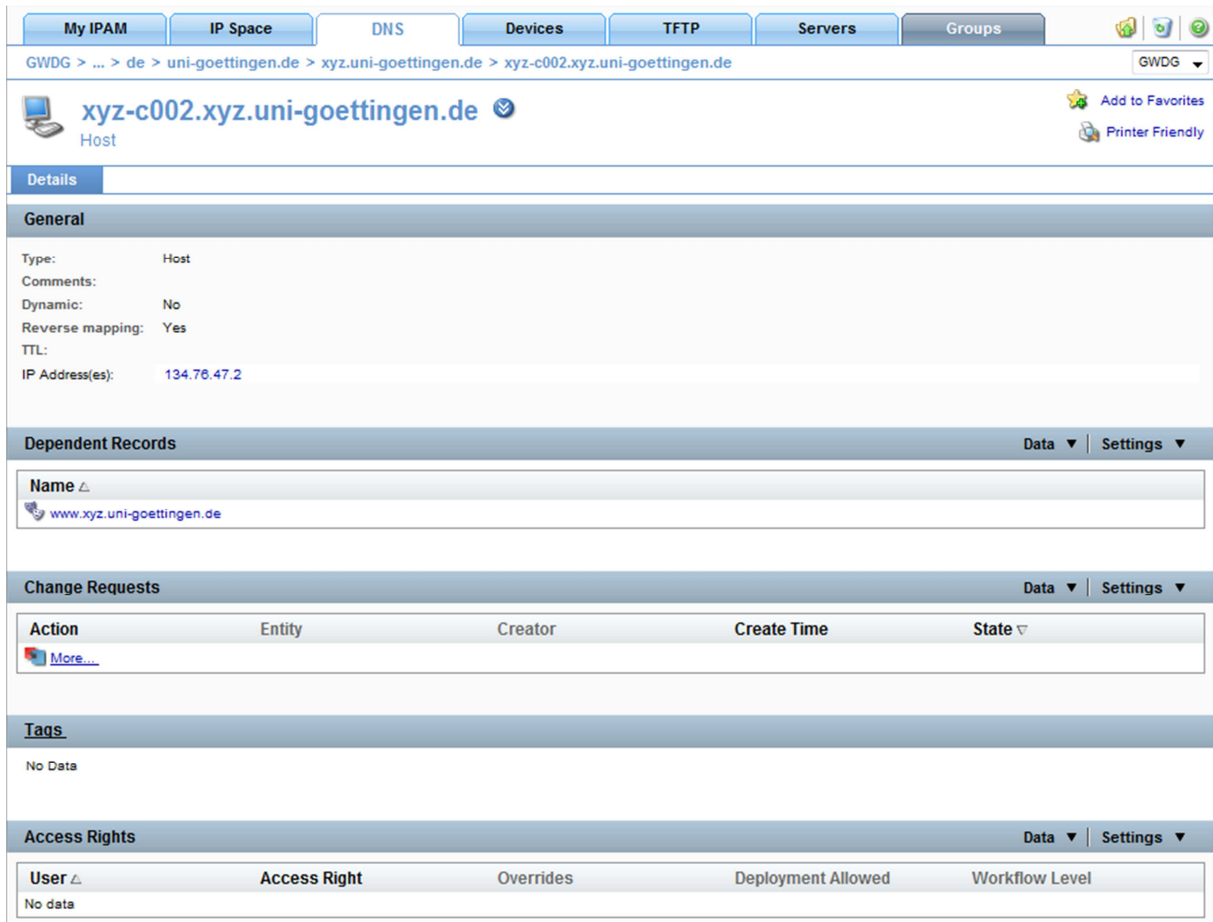 My IPAM IP Space DNS Devices TFTP Servers Groups
GWDG > ... > de > uni-goettingen.de > xyz.uni-goettingen.de > xyz-c002.xyz.uni-goettingen.de GWDG
xyz-c002.xyz.uni-goettingen.de
Host
Add to Favorites
Printer Friendly
Details
General
Type: Host
Comments:
Dynamic: No
Reverse mapping: Yes
TTL:
IP Address(es): 134.76.47.2
Dependent Records Data ▼ | Settings ▼
Name △
www.xyz.uni-goettingen.de
Change Requests Data ▼ | Settings ▼
Action Entity Creator Create Time State ▽
More...
Tags
No Data
Access Rights Data ▼ | Settings ▼
User △ Access Right Overrides Deployment Allowed Workflow Level
No data